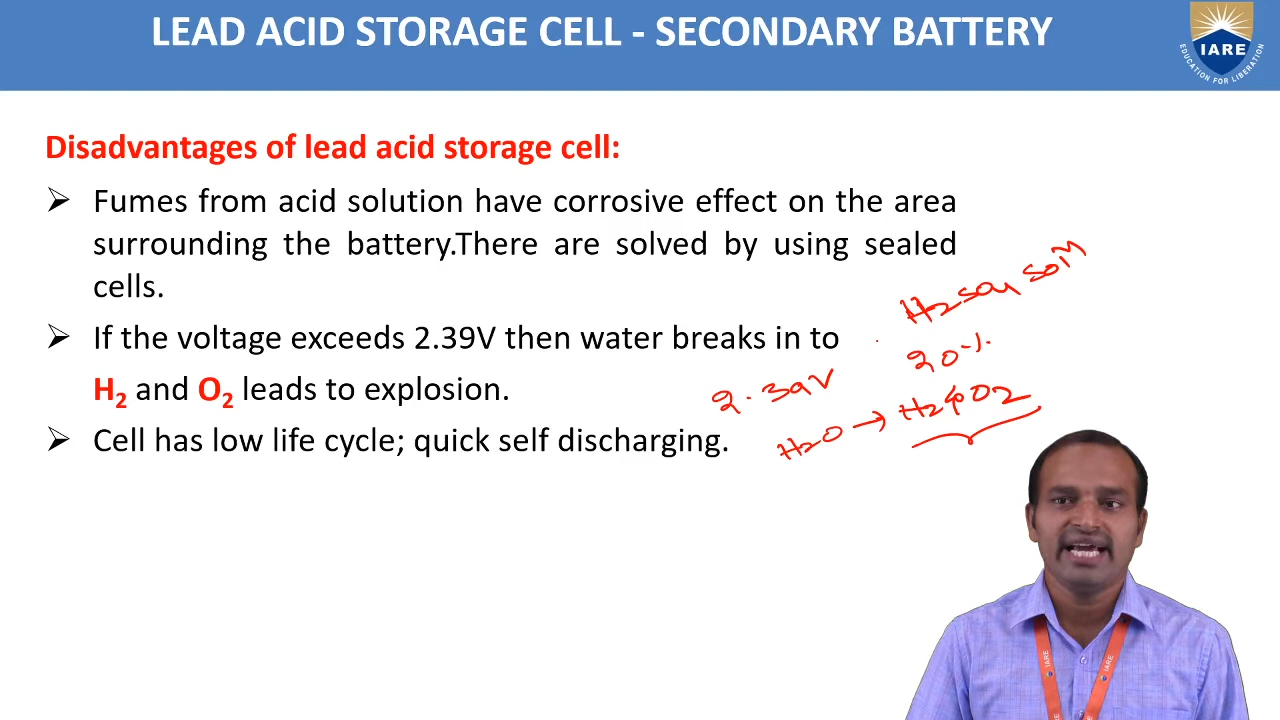 LEAD ACID STORAGE CELL - SECONDARY BATTERY
IARE
EDUCATION FOR LIBERATION
Disadvantages of lead acid storage cell:
➢ Fumes from acid solution have corrosive effect on the area
surrounding the battery.There are solved by using sealed
cells.
➢ If the voltage exceeds 2.39V then water breaks in to
H₂ and O₂ leads to explosion.
➢ Cell has low life cycle; quick self discharging.
H2SO4 SolM
20%
2.39V
H2O → H2 & O2
IARE
IARE